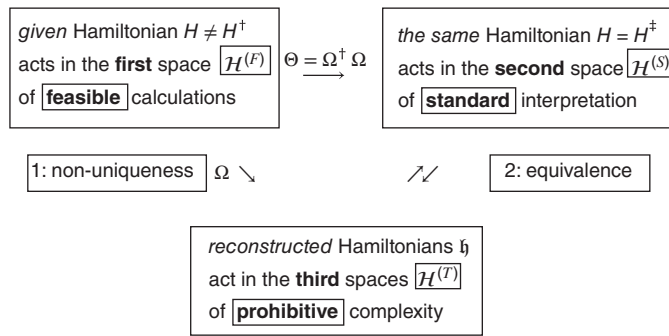 given Hamiltonian H ≠ H†
acts in the first space ℋ(F)
of feasible calculations
Θ = Ω† Ω
⟶
the same Hamiltonian H = H‡
acts in the second space ℋ(S)
of standard interpretation
1: non-uniqueness Ω ↘
↗↙ 2: equivalence
reconstructed Hamiltonians 𝔥
act in the third spaces ℋ(T)
of prohibitive complexity